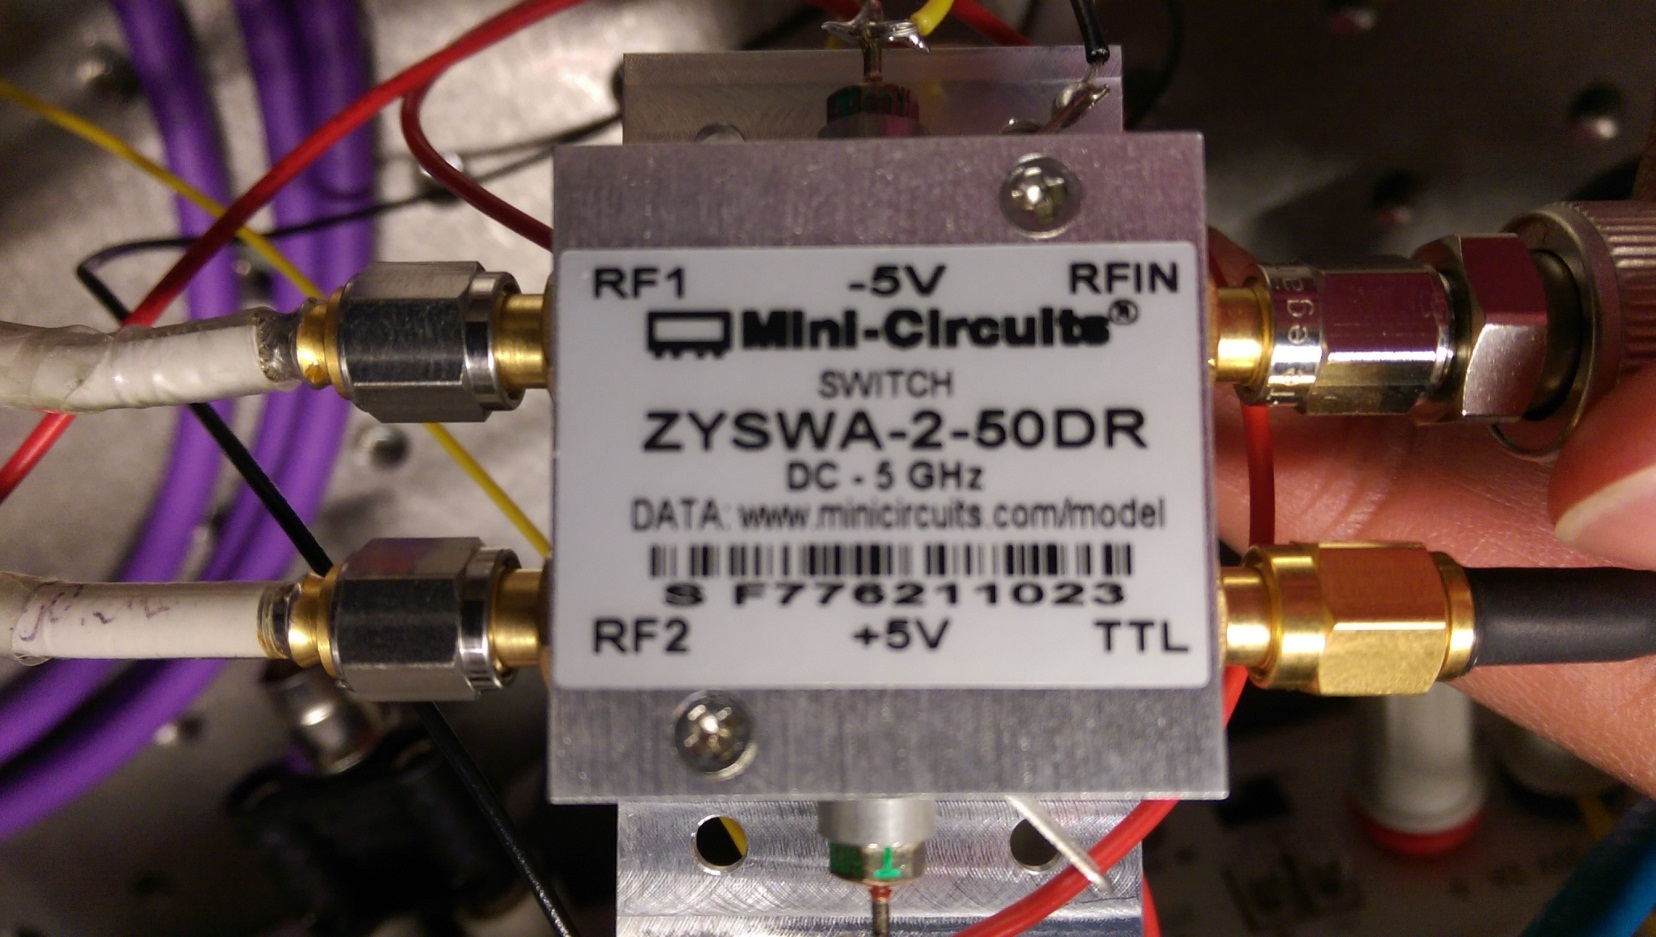 RF1 -5V RFIN
Mini-Circuits®
SWITCH
ZYSWA-2-50DR
DC - 5 GHz
DATA: www.minicircuits.com/model
S F776211023
RF2 +5V TTL